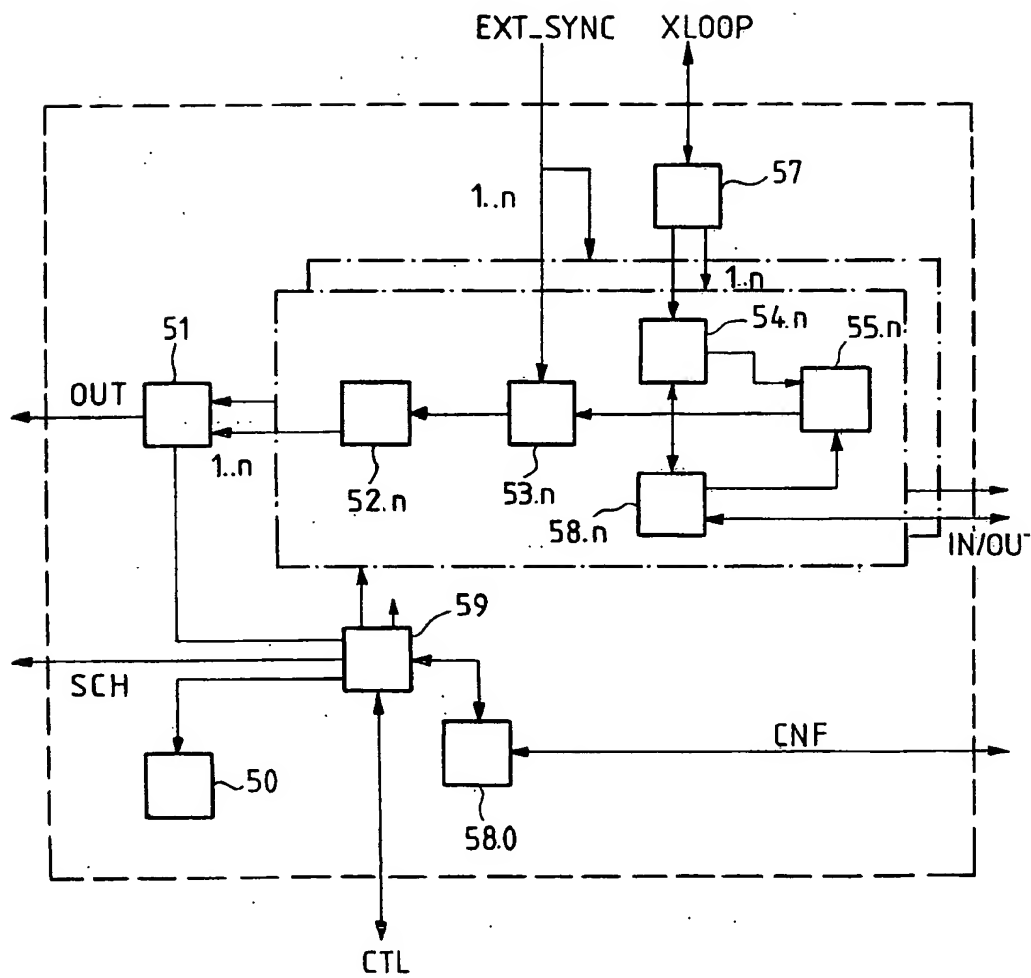 EXT_SYNC XLOOP
57
1..n
1..n
54.n
55.n
51
OUT
1..n
52.n
53.n
58.n
IN/OUT
59
SCH
CNF
50
58.0
CTL